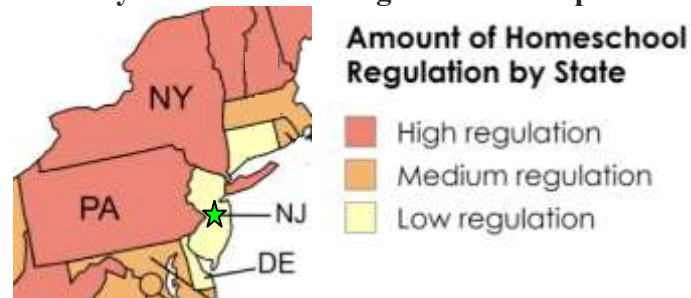 Amount of Homeschool
Regulation by State
NY
High regulation
Medium regulation
PA
Low regulation
NJ
DE